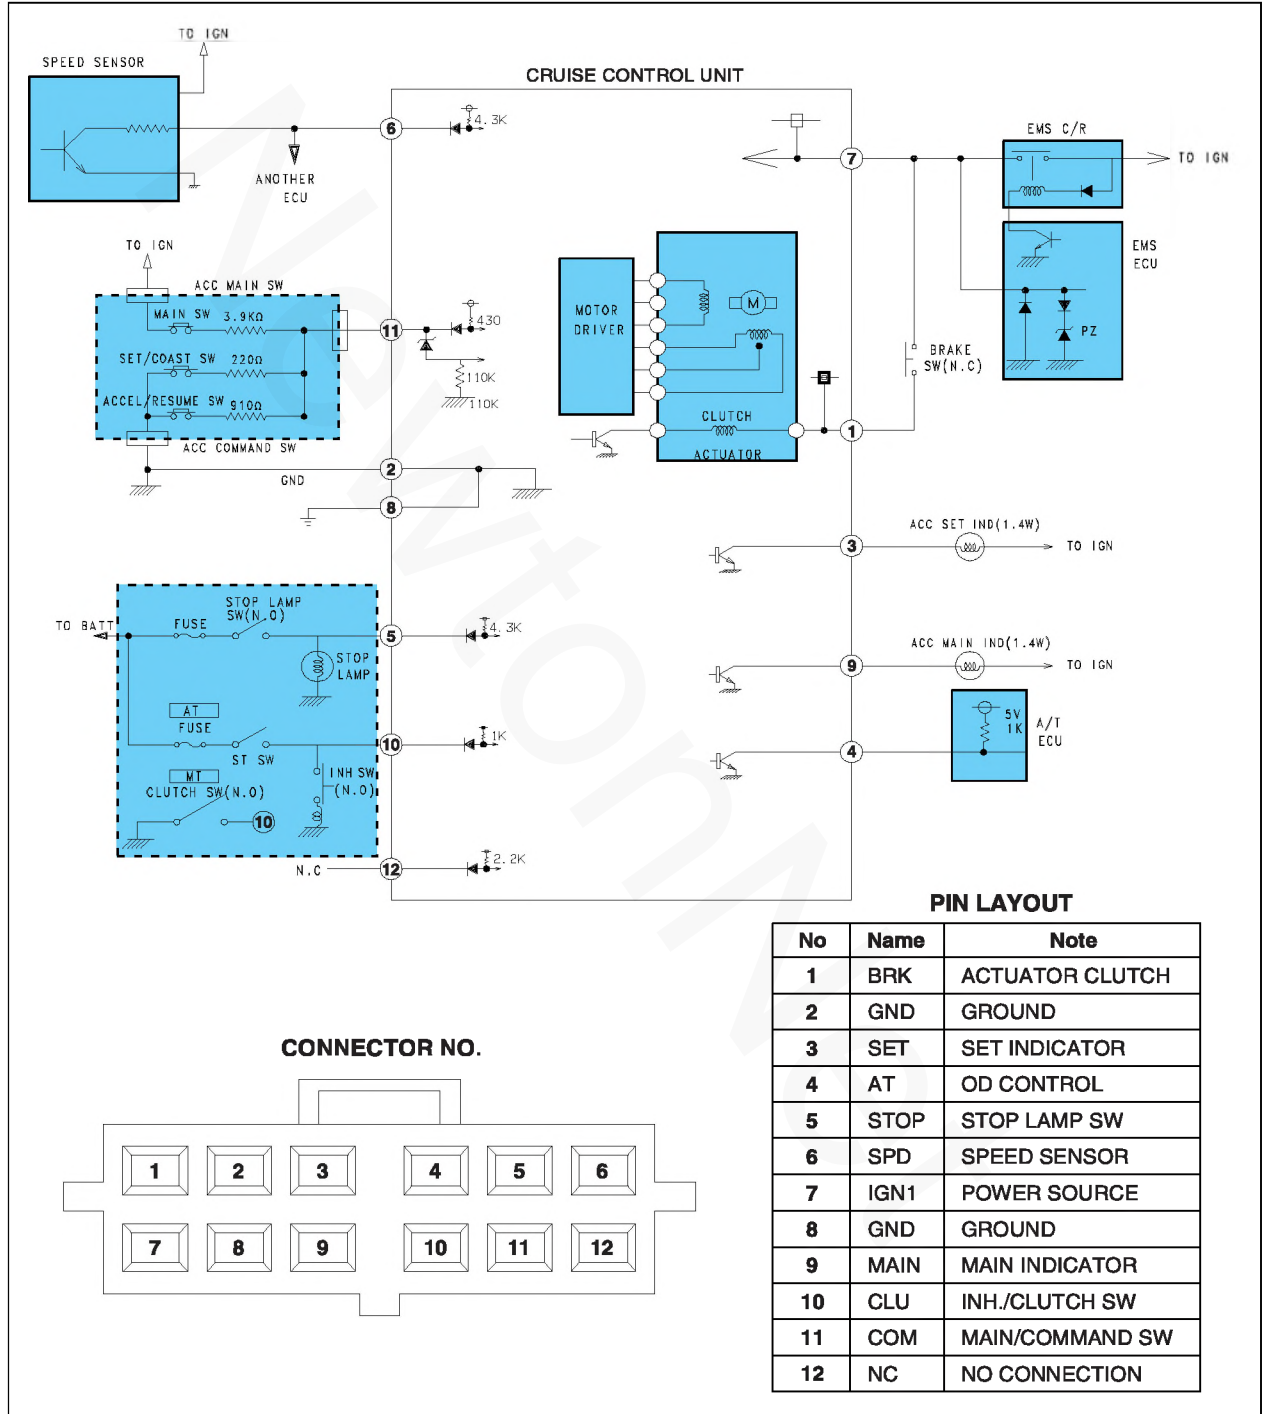 TO IGN
SPEED SENSOR
CRUISE CONTROL UNIT
6
4.3K
ANOTHER
ECU
7
EMS C/R
TO IGN
EMS
ECU
PZ
TO IGN
ACC MAIN SW
MAIN SW 3.9KΩ
11
430
SET/COAST SW 220Ω
110K
ACCEL/RESUME SW 910Ω
110K
ACC COMMAND SW
GND
2
8
MOTOR
DRIVER
M
CLUTCH
ACTUATOR
1
BRAKE
SW(N.C)
3
ACC SET IND(1.4W)
TO IGN
STOP LAMP
SW(N.O)
TO BATT
FUSE
5
4.3K
STOP
LAMP
9
ACC MAIN IND(1.4W)
TO IGN
AT
FUSE
ST SW
10
1K
4
5V
1K
A/T
ECU
MT
CLUTCH SW(N.O)
INH SW
(N.O)
10
N.C
12
2.2K
PIN LAYOUT
No Name Note
1 BRK ACTUATOR CLUTCH
2 GND GROUND
3 SET SET INDICATOR
4 AT OD CONTROL
5 STOP STOP LAMP SW
6 SPD SPEED SENSOR
7 IGN1 POWER SOURCE
8 GND GROUND
9 MAIN MAIN INDICATOR
10 CLU INH./CLUTCH SW
11 COM MAIN/COMMAND SW
12 NC NO CONNECTION
CONNECTOR NO.
1 2 3 4 5 6
7 8 9 10 11 12